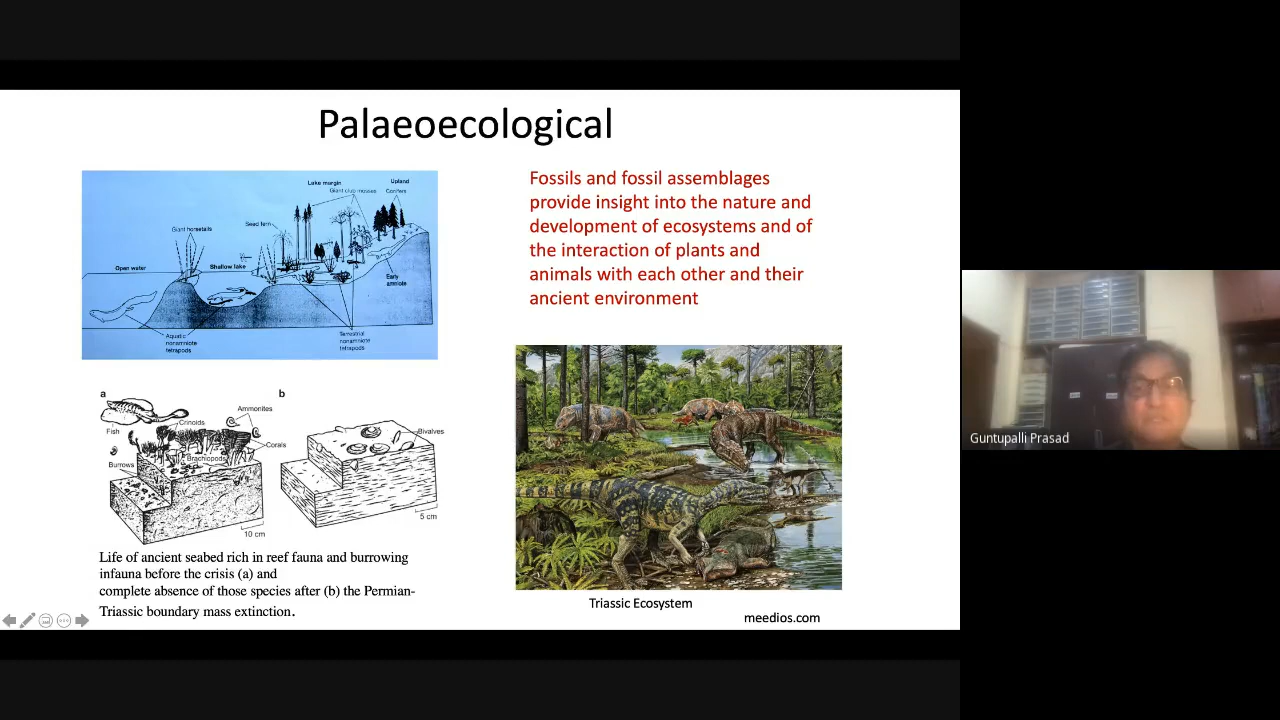 Palaeoecological
Lake margin
Upland
Giant club mosses
Conifers
Seed fern
Giant horsetails
Open water
Shallow lake
Early
amniote
Aquatic
nonamniote
tetrapods
Terrestrial
nonamniote
tetrapods
Fossils and fossil assemblages
provide insight into the nature and
development of ecosystems and of
the interaction of plants and
animals with each other and their
ancient environment
a
b
Ammonites
Fish
Crinoids
Corals
Bivalves
Burrows
Brachiopods
10 cm
5 cm
Life of ancient seabed rich in reef fauna and burrowing
infauna before the crisis (a) and
complete absence of those species after (b) the Permian-
Triassic boundary mass extinction.
Triassic Ecosystem
meedios.com
Guntupalli Prasad